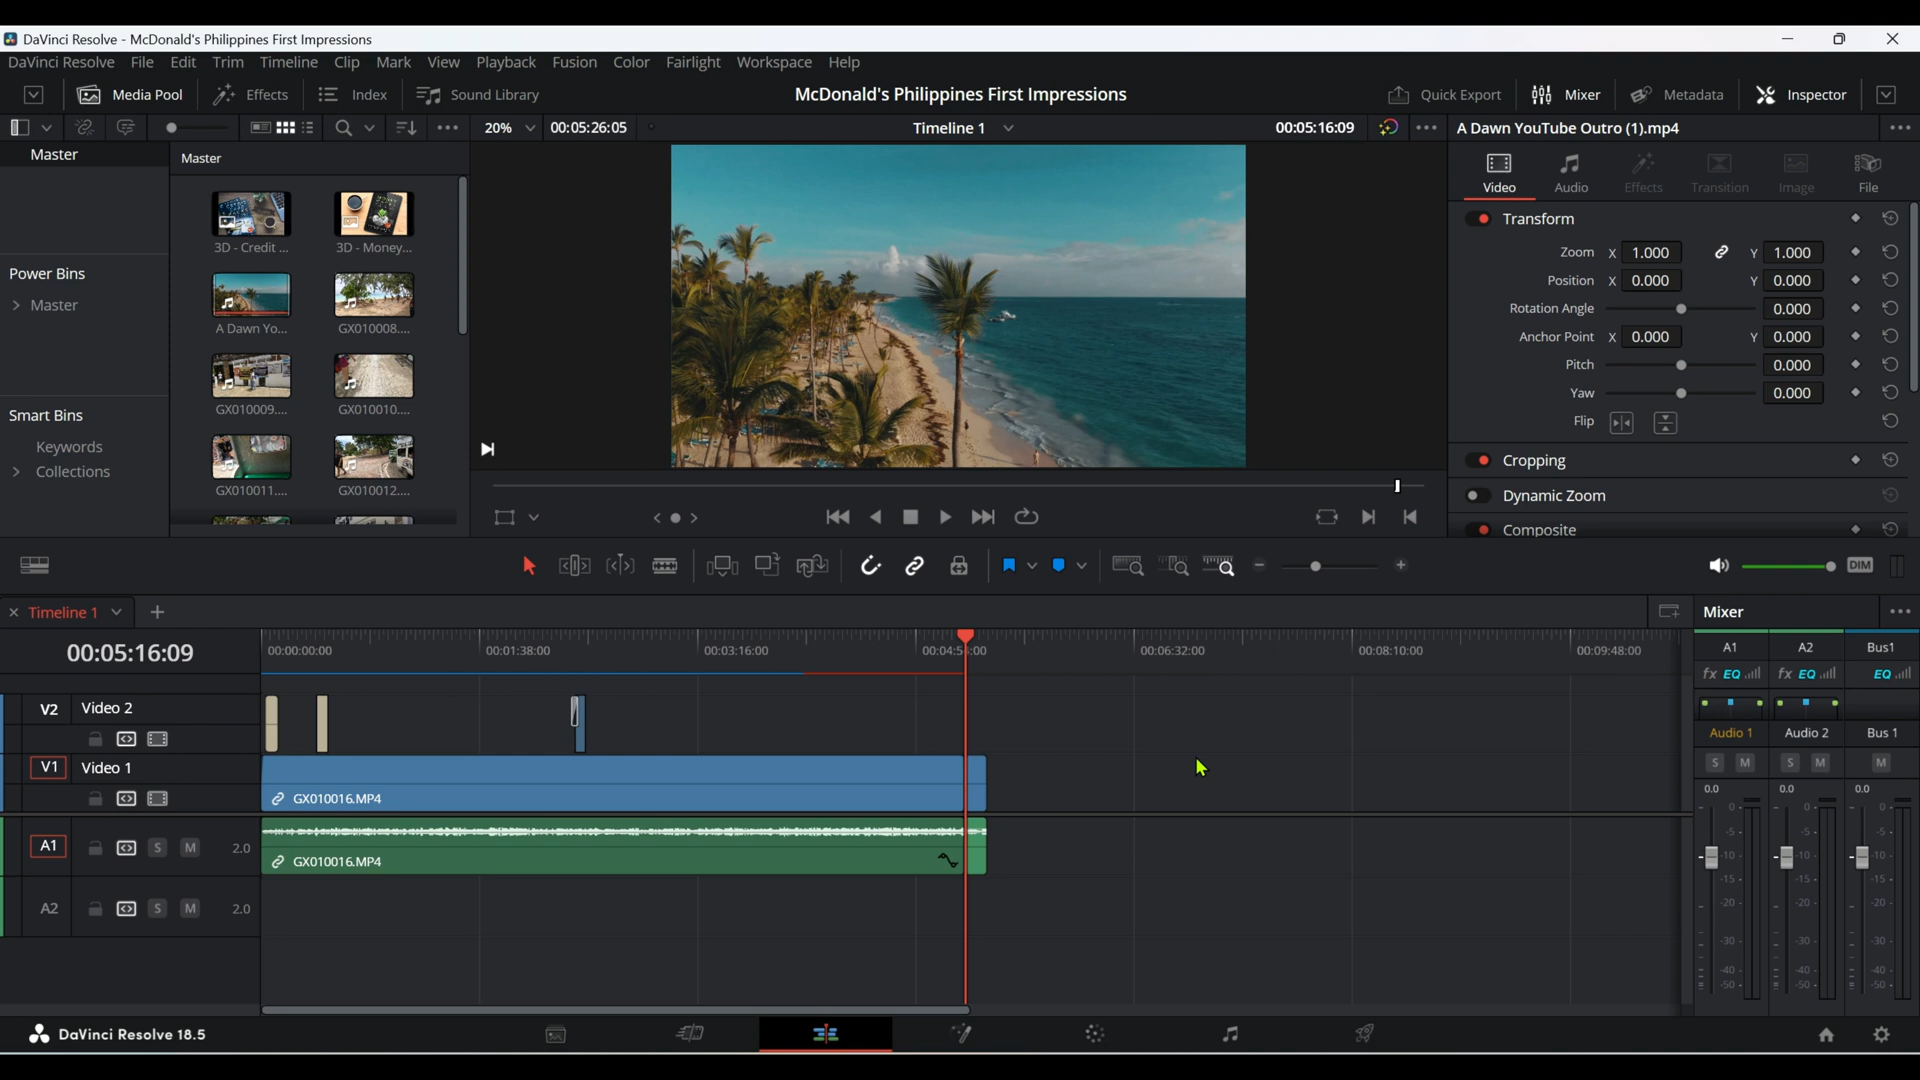 DaVinci Resolve - McDonald's Philippines First Impressions
DaVinci Resolve File Edit Trim Timeline Clip Mark View Playback Fusion Color Fairlight Workspace Help
Media Pool Effects Index Sound Library McDonald's Philippines First Impressions Quick Export Mixer Metadata Inspector
20% 00:05:26:05 Timeline 1 00:05:16:09 A Dawn YouTube Outro (1).mp4
Master
Power Bins
Master
Smart Bins
Keywords
Collections
Master
3D - Credit ... 3D - Money...
A Dawn Yo... GX010008....
GX010009.... GX010010....
GX010011.... GX010012....
Video Audio Effects Transition Image File
Transform
Zoom X 1.000 Y 1.000
Position X 0.000 Y 0.000
Rotation Angle 0.000
Anchor Point X 0.000 Y 0.000
Pitch 0.000
Yaw 0.000
Flip
Cropping
Dynamic Zoom
Composite
DIM
Timeline 1
00:05:16:09
00:00:00:00 00:01:38:00 00:03:16:00 00:04:5 :00 00:06:32:00 00:08:10:00 00:09:48:00
V2 Video 2
V1 Video 1
GX010016.MP4
A1 S M 2.0
GX010016.MP4
A2 S M 2.0
Mixer
A1 A2 Bus1
fx EQ fx EQ EQ
Audio 1 Audio 2 Bus 1
S M S M M
0.0 0.0 0.0
0- 0- 0-
-5- -5- -5-
-10- -10- -10-
-15- -15- -15-
-20- -20- -20-
-30- -30- -30-
-40- -40- -40-
-50- -50- -50-
DaVinci Resolve 18.5